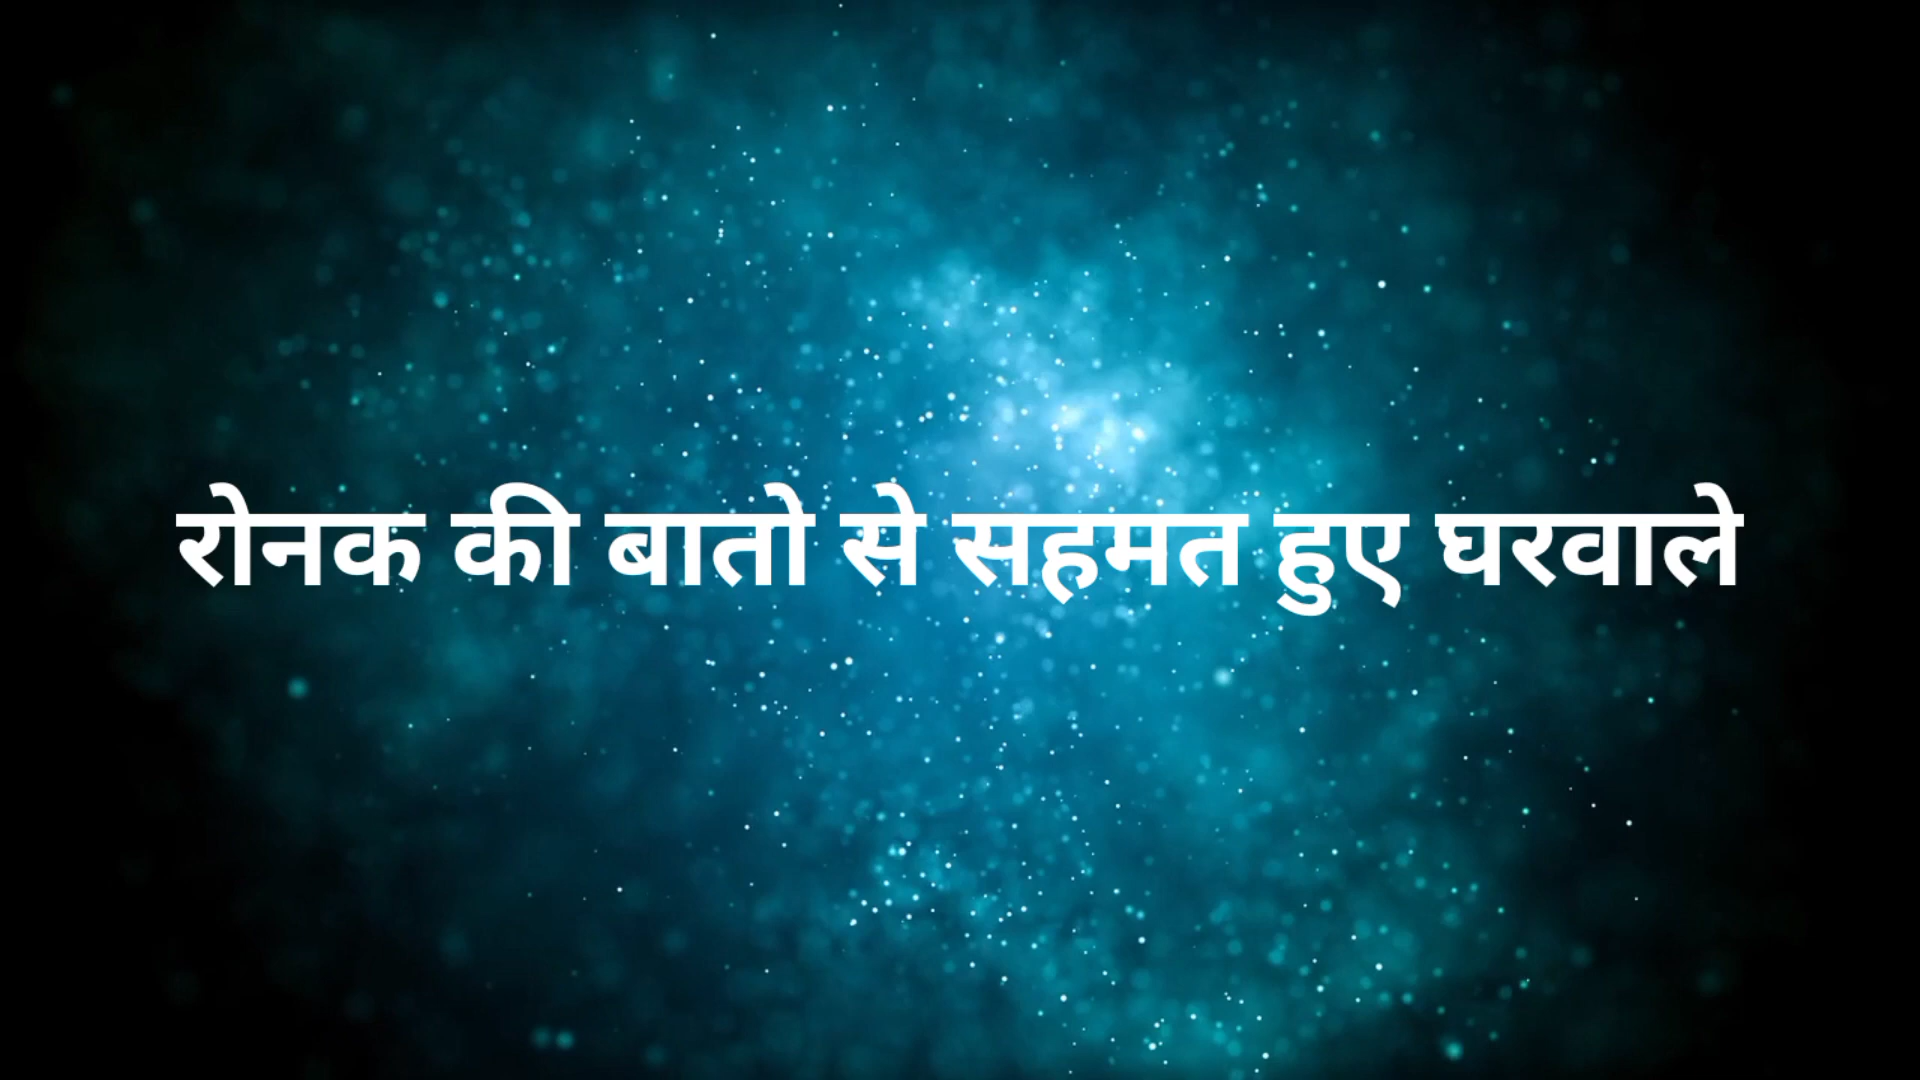 रोनक की बातो से सहमत हुए घरवाले